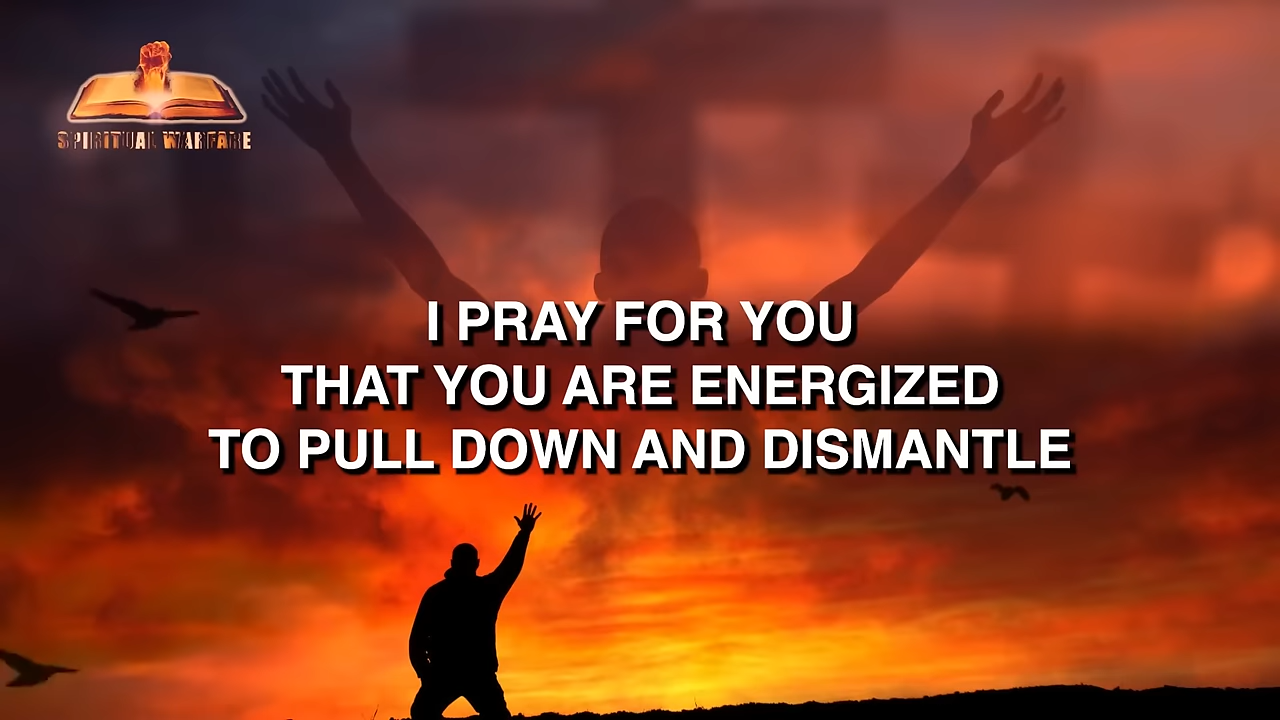 SPIRITUAL WARFARE
I PRAY FOR YOU
THAT YOU ARE ENERGIZED
TO PULL DOWN AND DISMANTLE